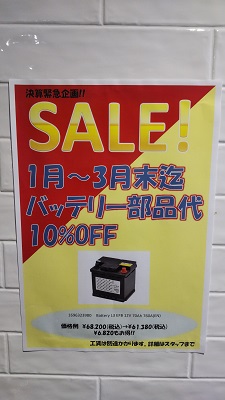 決算緊急企画!!
SALE!
1月～3月末迄
バッテリー部品代
10%OFF
価格例 ¥68,200(税込)→¥61,380(税込)
¥6,820もお得!!
工賃は別途かかります。詳細はスタッフまで